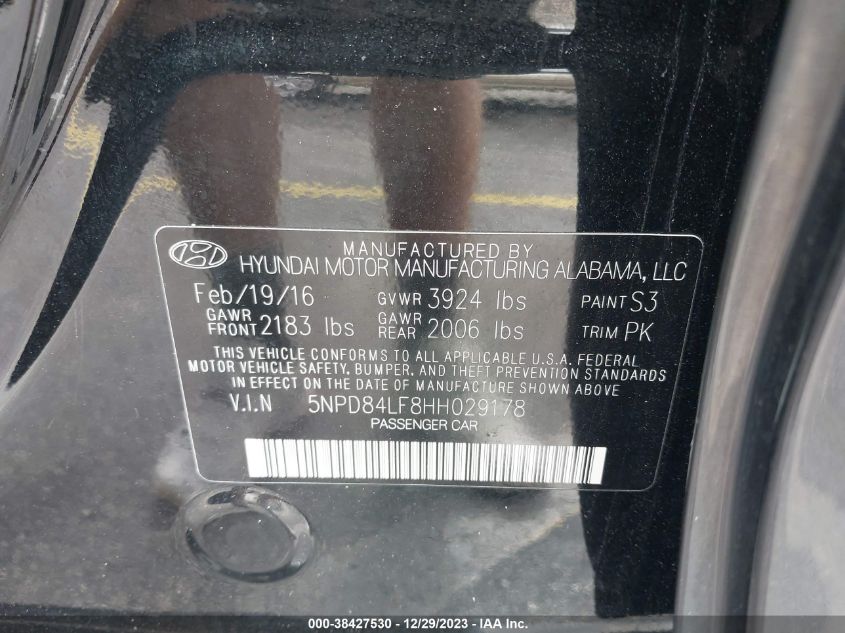 MANUFACTURED BY
HYUNDAI MOTOR MANUFACTURING ALABAMA, LLC
Feb/19/16 GVWR 3924 lbs PAINT S3
GAWR FRONT 2183 lbs GAWR REAR 2006 lbs TRIM PK
THIS VEHICLE CONFORMS TO ALL APPLICABLE U.S.A. FEDERAL
MOTOR VEHICLE SAFETY, BUMPER, AND THEFT PREVENTION STANDARDS
IN EFFECT ON THE DATE OF MANUFACTURE SHOWN ABOVE
V.I.N 5NPD84LF8HH029178
PASSENGER CAR
000-38427530 - 12/29/2023 - IAA Inc.